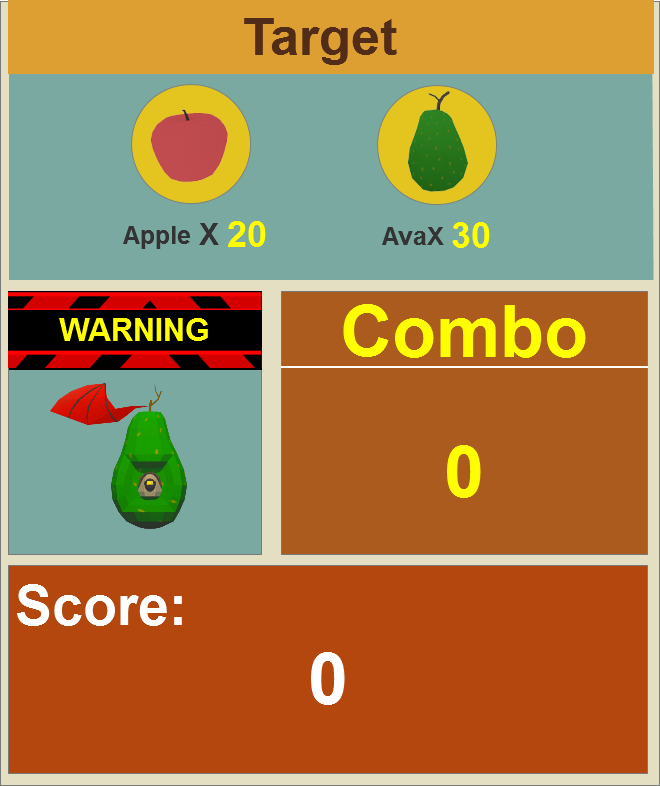 Target
Apple X 20
AvaX 30
WARNING
Combo
0
Score:
0